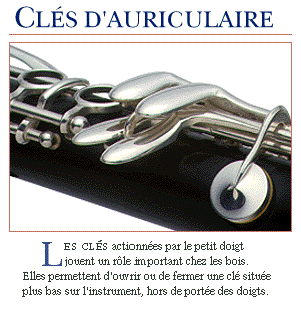 CLÉS D'AURICULAIRE
LES CLÉS actionnées par le petit doigt
jouent un rôle important chez les bois.
Elles permettent d'ouvrir ou de fermer une clé située
plus bas sur l'instrument, hors de portée des doigts.